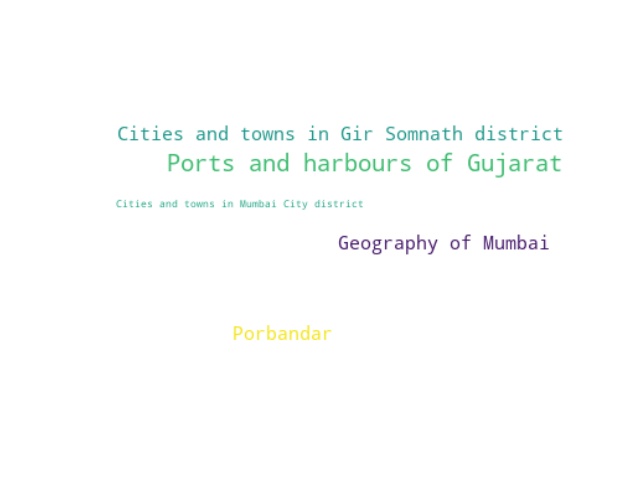 Cities and towns in Gir Somnath district
Ports and harbours of Gujarat
Cities and towns in Mumbai City district
Geography of Mumbai
Porbandar